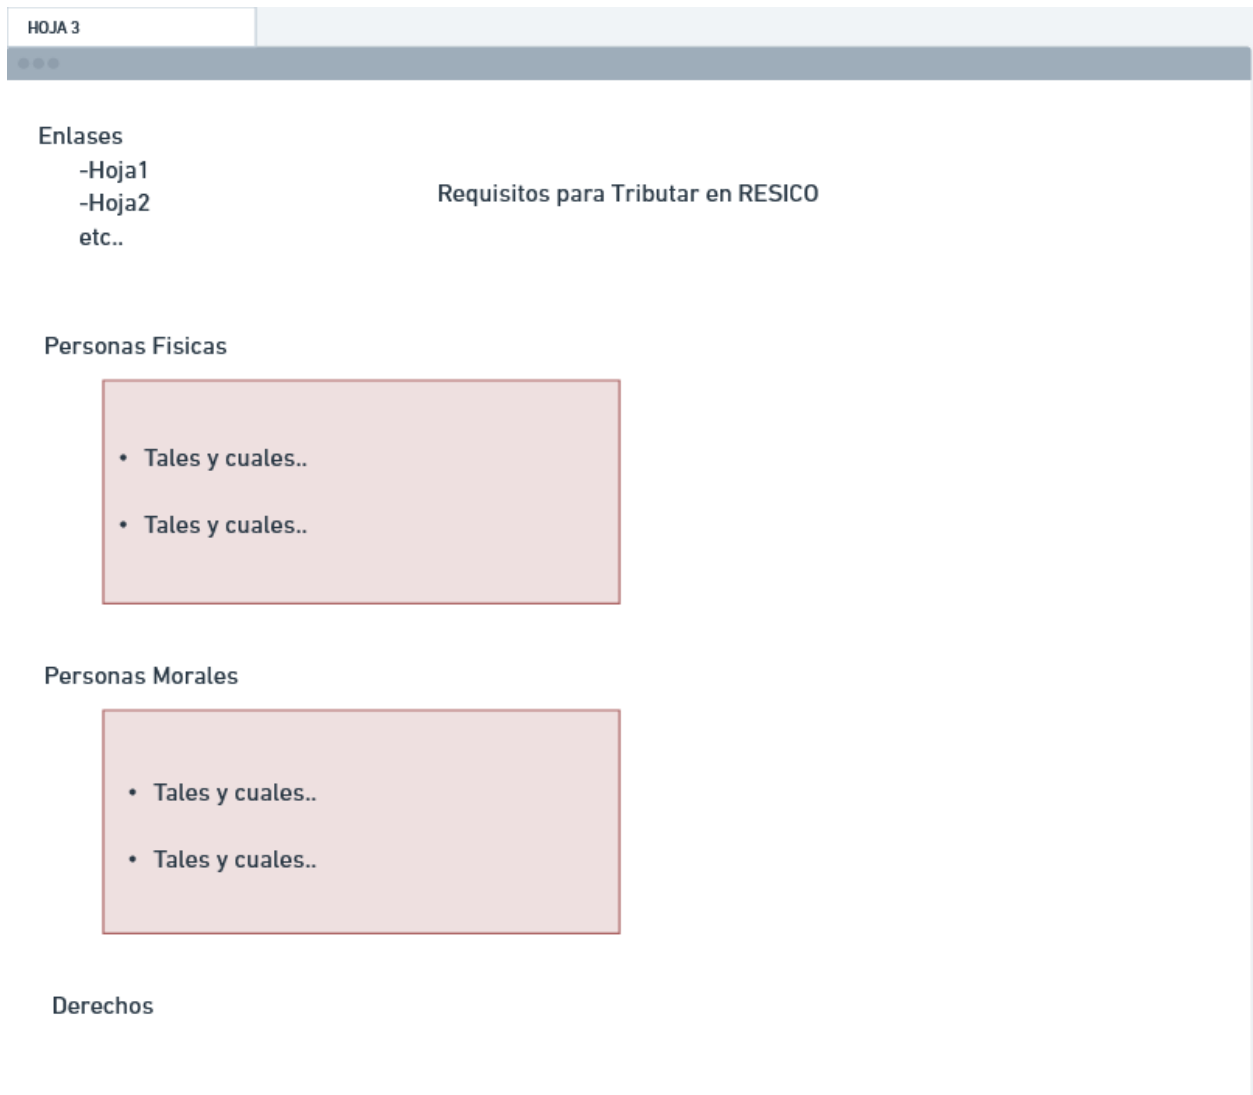 HOJA 3
Enlases
-Hoja1
-Hoja2
etc..
Requisitos para Tributar en RESICO
Personas Fisicas
• Tales y cuales..
• Tales y cuales..
Personas Morales
• Tales y cuales..
• Tales y cuales..
Derechos